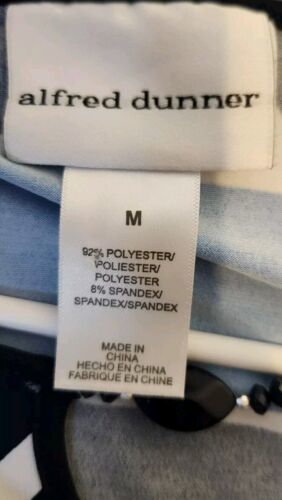 alfred dunner
M
92% POLYESTER/
POLIESTER/
POLYESTER
8% SPANDEX/
SPANDEX/SPANDEX
MADE IN
CHINA
HECHO EN CHINA
FABRIQUE EN CHINE